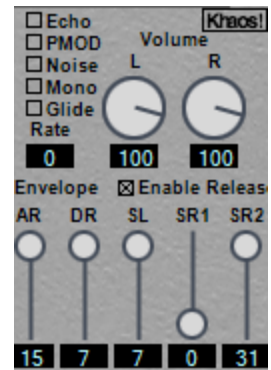 Echo Khaos!
PMOD Volume
Noise L R
Mono
Glide
Rate
0 100 100
Envelope Enable Releas
AR DR SL SR1 SR2
15 7 7 0 31